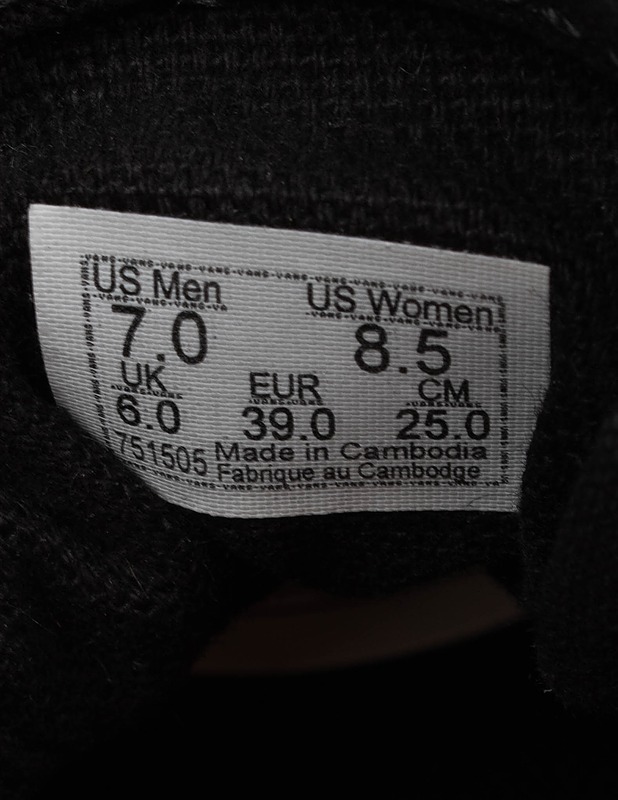 US Men US Women
7.0 8.5
UK EUR CM
6.0 39.0 25.0
751505 Made in Cambodia
Fabrique au Cambodge